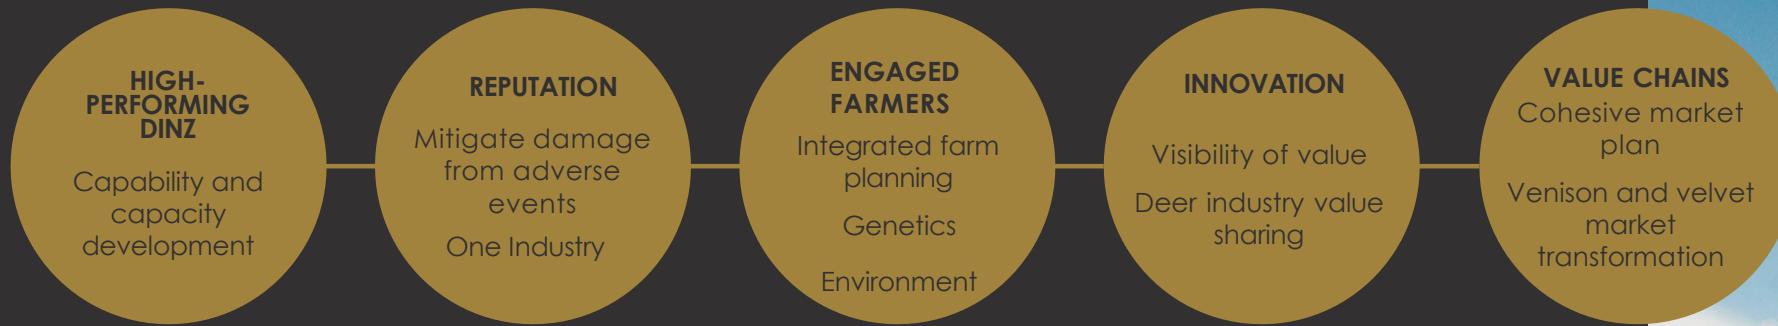 HIGH-
PERFORMING
DINZ
Capability and
capacity
development
REPUTATION
Mitigate damage
from adverse
events
One Industry
ENGAGED
FARMERS
Integrated farm
planning
Genetics
Environment
INNOVATION
Visibility of value
Deer industry value
sharing
VALUE CHAINS
Cohesive market
plan
Venison and velvet
market
transformation